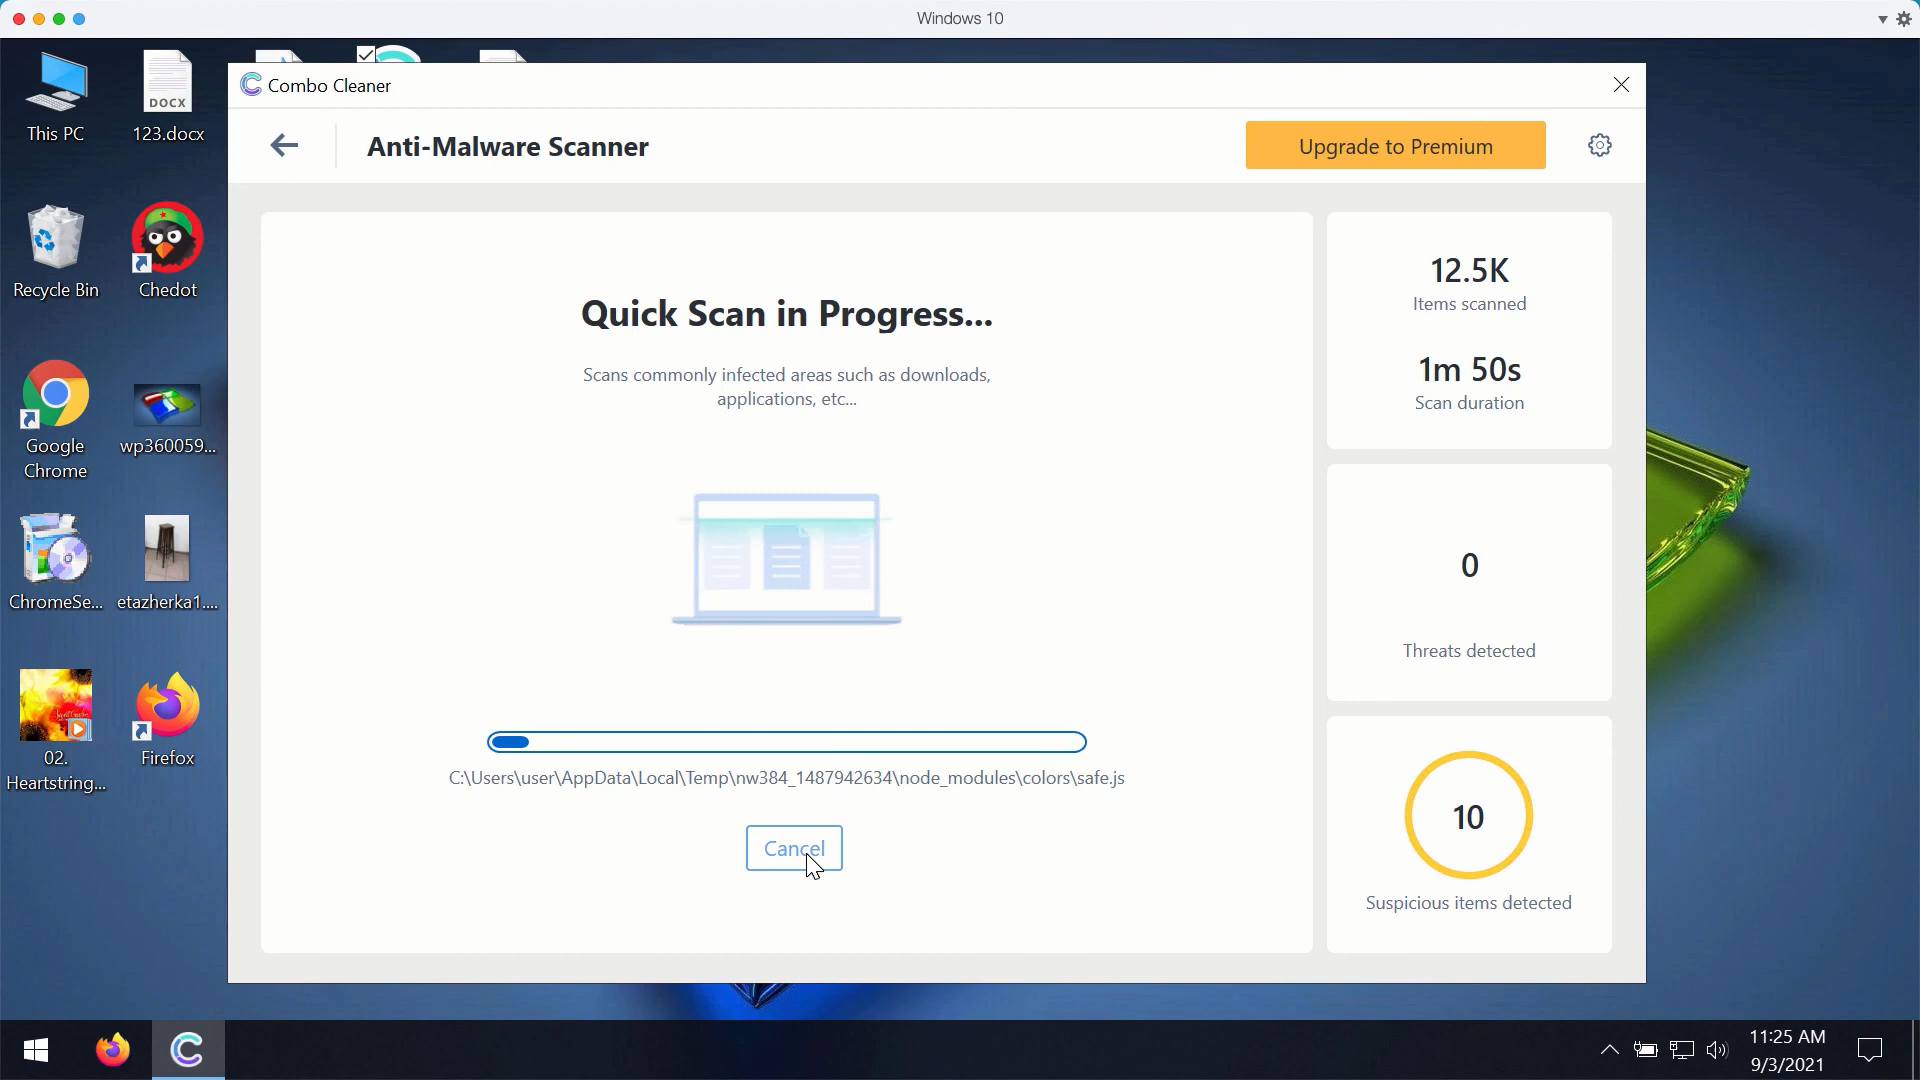 Windows 10
This PC
DOCX
123.docx
Recycle Bin
Chedot
Google
Chrome
wp360059...
ChromeSe...
etazherka1....
02.
Heartstring...
Firefox
Combo Cleaner
Anti-Malware Scanner
Upgrade to Premium
Quick Scan in Progress...
Scans commonly infected areas such as downloads,
applications, etc...
C:\Users\user\AppData\Local\Temp\nw384_1487942634\node_modules\colors\safe.js
Cancel
12.5K
Items scanned
1m 50s
Scan duration
0
Threats detected
10
Suspicious items detected
11:25 AM
9/3/2021